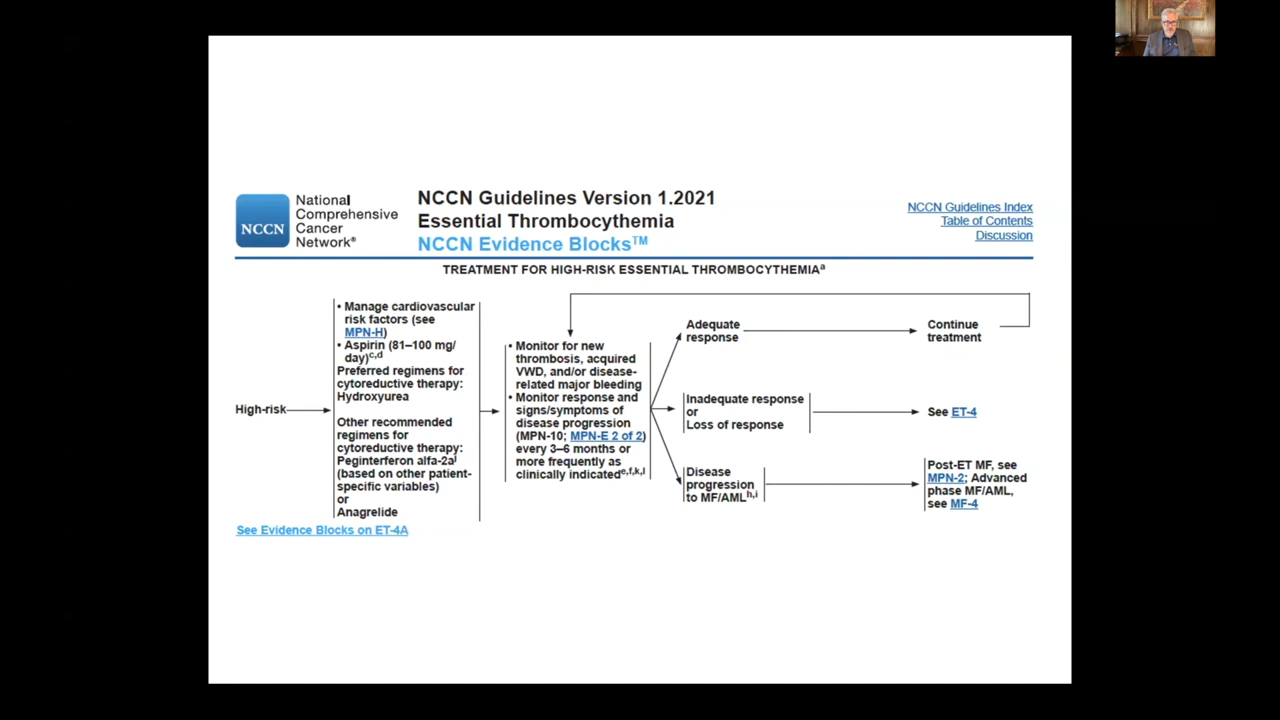 NCCN
National
Comprehensive
Cancer
Network®
NCCN Guidelines Version 1.2021
Essential Thrombocythemia
NCCN Evidence Blocks™
NCCN Guidelines Index
Table of Contents
Discussion
TREATMENT FOR HIGH-RISK ESSENTIAL THROMBOCYTHEMIAᵃ
High-risk
• Manage cardiovascular
risk factors (see
MPN-H)
• Aspirin (81–100 mg/
day)ᶜ,ᵈ
Preferred regimens for
cytoreductive therapy:
Hydroxyurea
Other recommended
regimens for
cytoreductive therapy:
Peginterferon alfa-2aʲ
(based on other patient-
specific variables)
or
Anagrelide
• Monitor for new
thrombosis, acquired
VWD, and/or disease-
related major bleeding
• Monitor response and
signs/symptoms of
disease progression
(MPN-10; MPN-E 2 of 2)
every 3–6 months or
more frequently as
clinically indicatedᵉ,ᶠ,ᵏ,ˡ
Adequate
response
Continue
treatment
Inadequate response
or
Loss of response
See ET-4
Disease
progression
to MF/AMLʰ,ⁱ
Post-ET MF, see
MPN-2; Advanced
phase MF/AML,
see MF-4
See Evidence Blocks on ET-4A